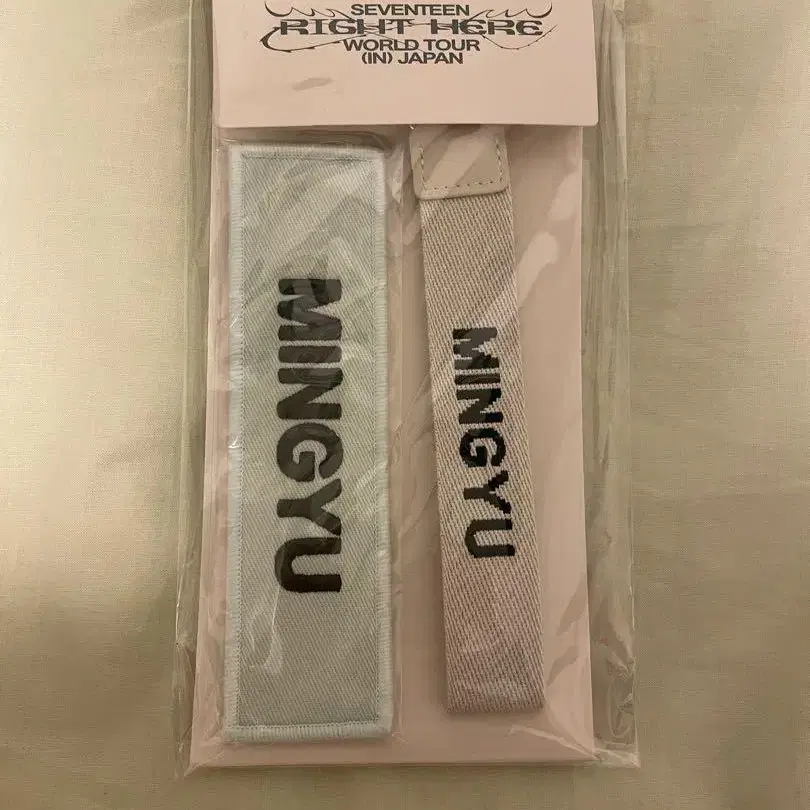 SEVENTEEN
RIGHT HERE
WORLD TOUR
(IN) JAPAN
MINGYU
MINGYU